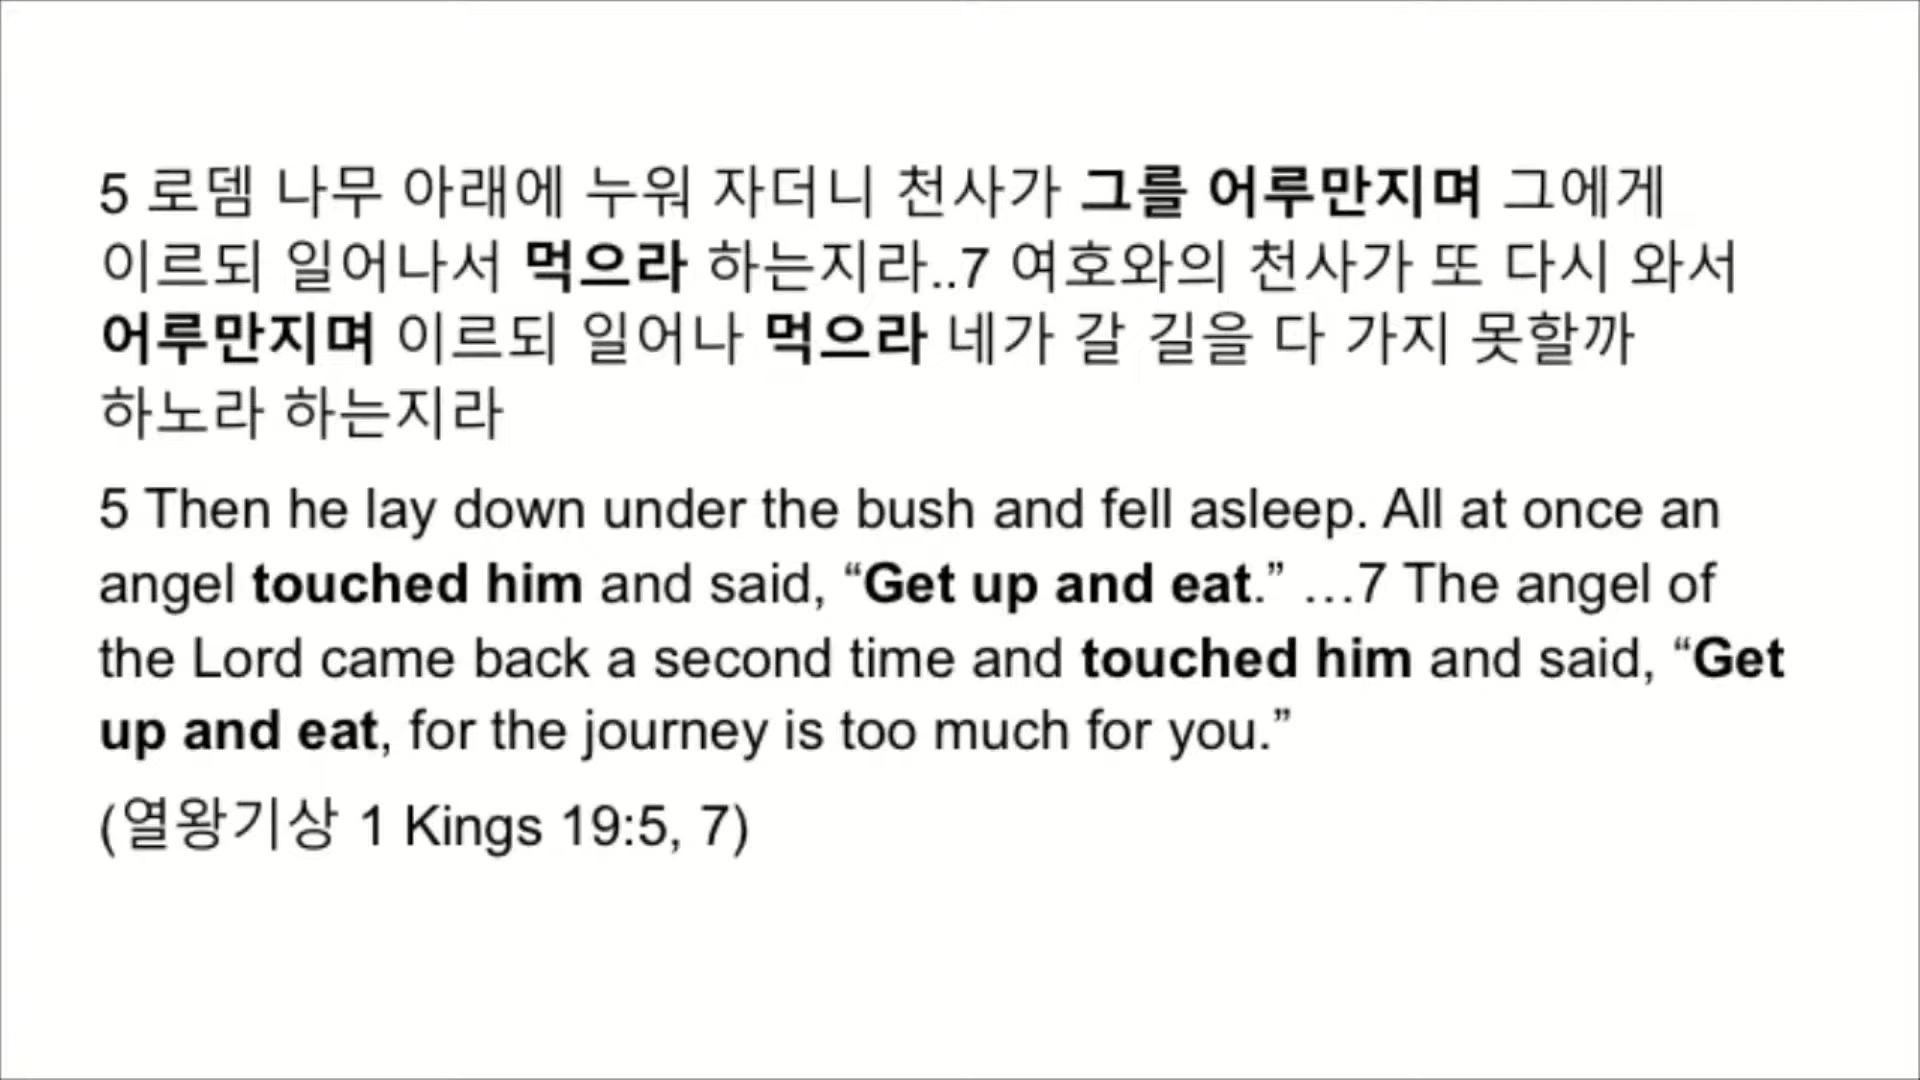 5 로뎀 나무 아래에 누워 자더니 천사가 그를 어루만지며 그에게
이르되 일어나서 먹으라 하는지라..7 여호와의 천사가 또 다시 와서
어루만지며 이르되 일어나 먹으라 네가 갈 길을 다 가지 못할까
하노라 하는지라
5 Then he lay down under the bush and fell asleep. All at once an
angel touched him and said, “Get up and eat.” …7 The angel of
the Lord came back a second time and touched him and said, “Get
up and eat, for the journey is too much for you.”
(열왕기상 1 Kings 19:5, 7)